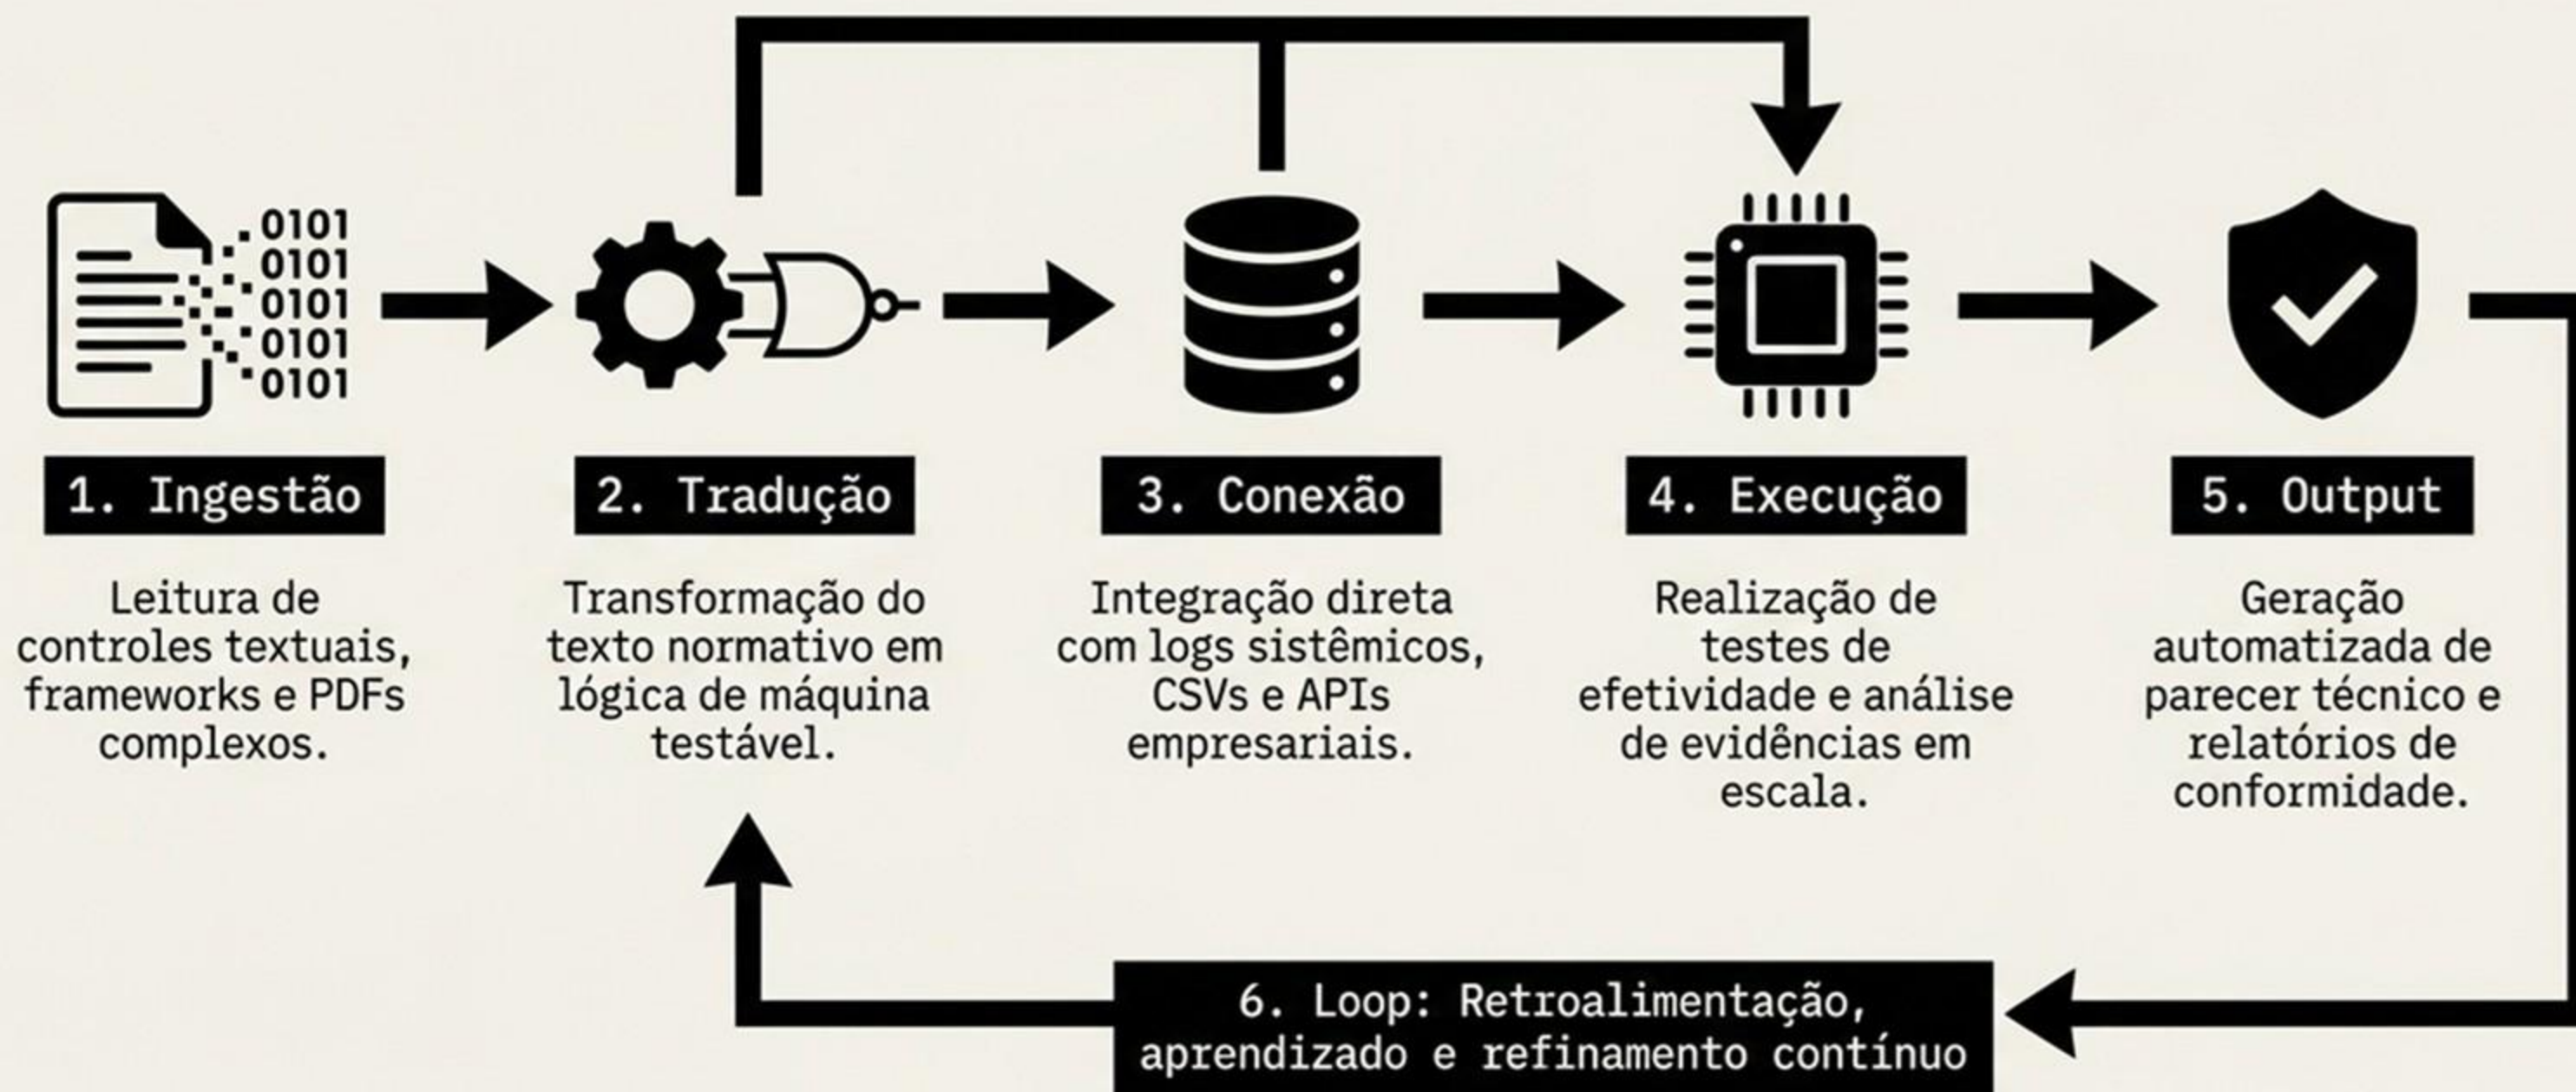 0101
0101
0101
0101
0101
1. Ingestão
Leitura de
controles textuais,
frameworks e PDFs
complexos.
2. Tradução
Transformação do
texto normativo em
lógica de máquina
testável.
3. Conexão
Integração direta
com logs sistêmicos,
CSVs e APIs
empresariais.
4. Execução
Realização de
testes de
efetividade e análise
de evidências em
escala.
5. Output
Geração
automatizada de
parecer técnico e
relatórios de
conformidade.
6. Loop: Retroalimentação,
aprendizado e refinamento contínuo